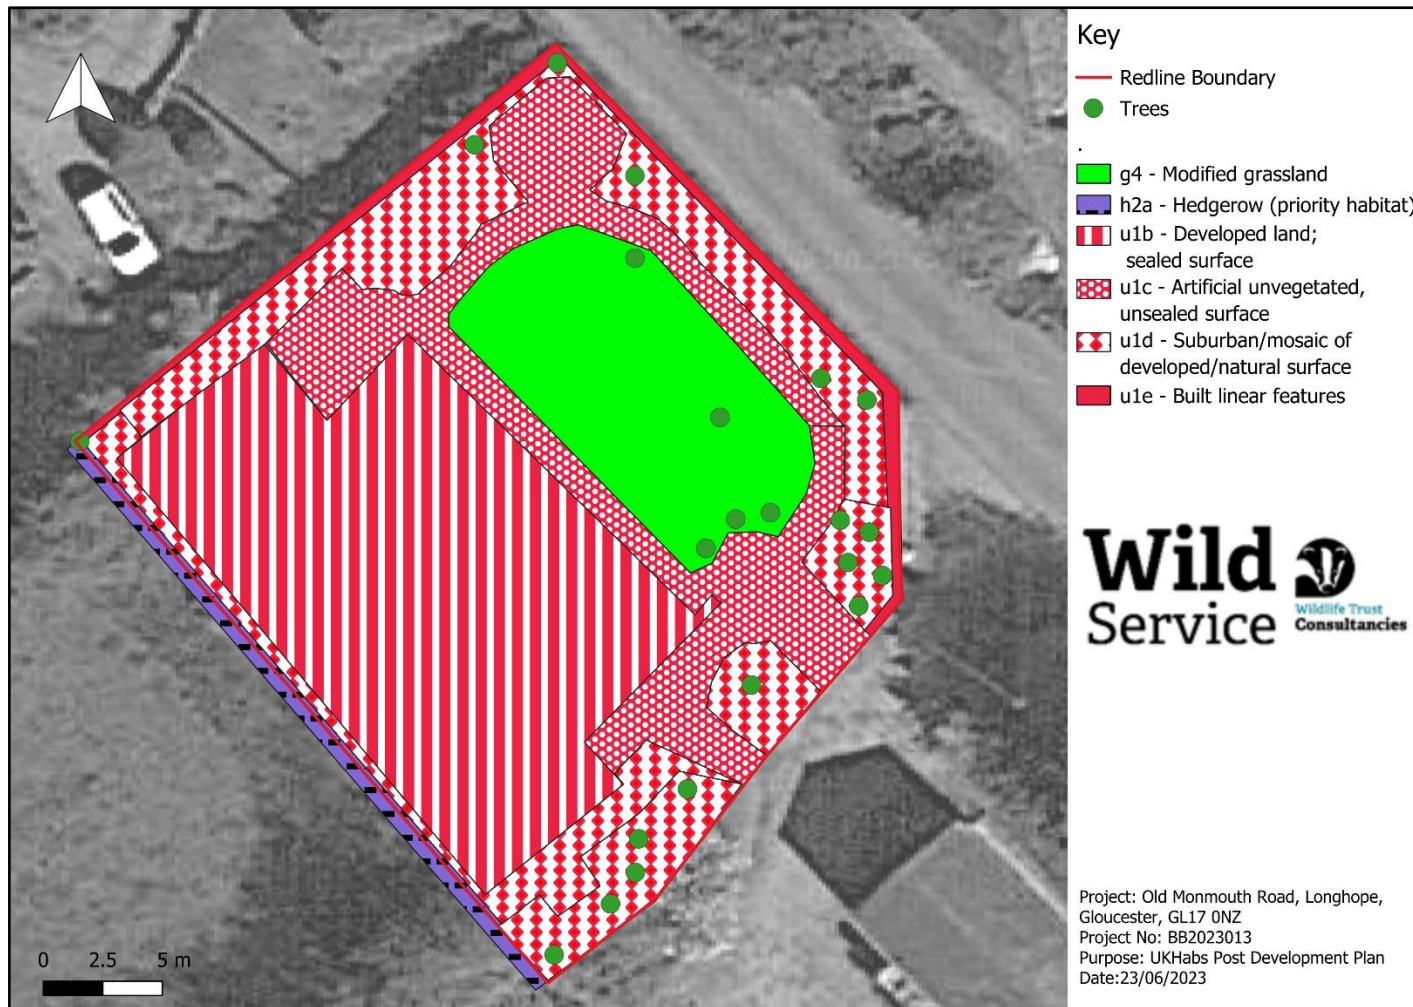 Key
Redline Boundary
Trees
.
g4 - Modified grassland
h2a - Hedgerow (priority habitat)
u1b - Developed land;
sealed surface
u1c - Artificial unvegetated,
unsealed surface
u1d - Suburban/mosaic of
developed/natural surface
u1e - Built linear features
Wild
Service
Wildlife Trust
Consultancies
Project: Old Monmouth Road, Longhope,
Gloucester, GL17 0NZ
Project No: BB2023013
Purpose: UKHabs Post Development Plan
Date:23/06/2023
0 2.5 5 m